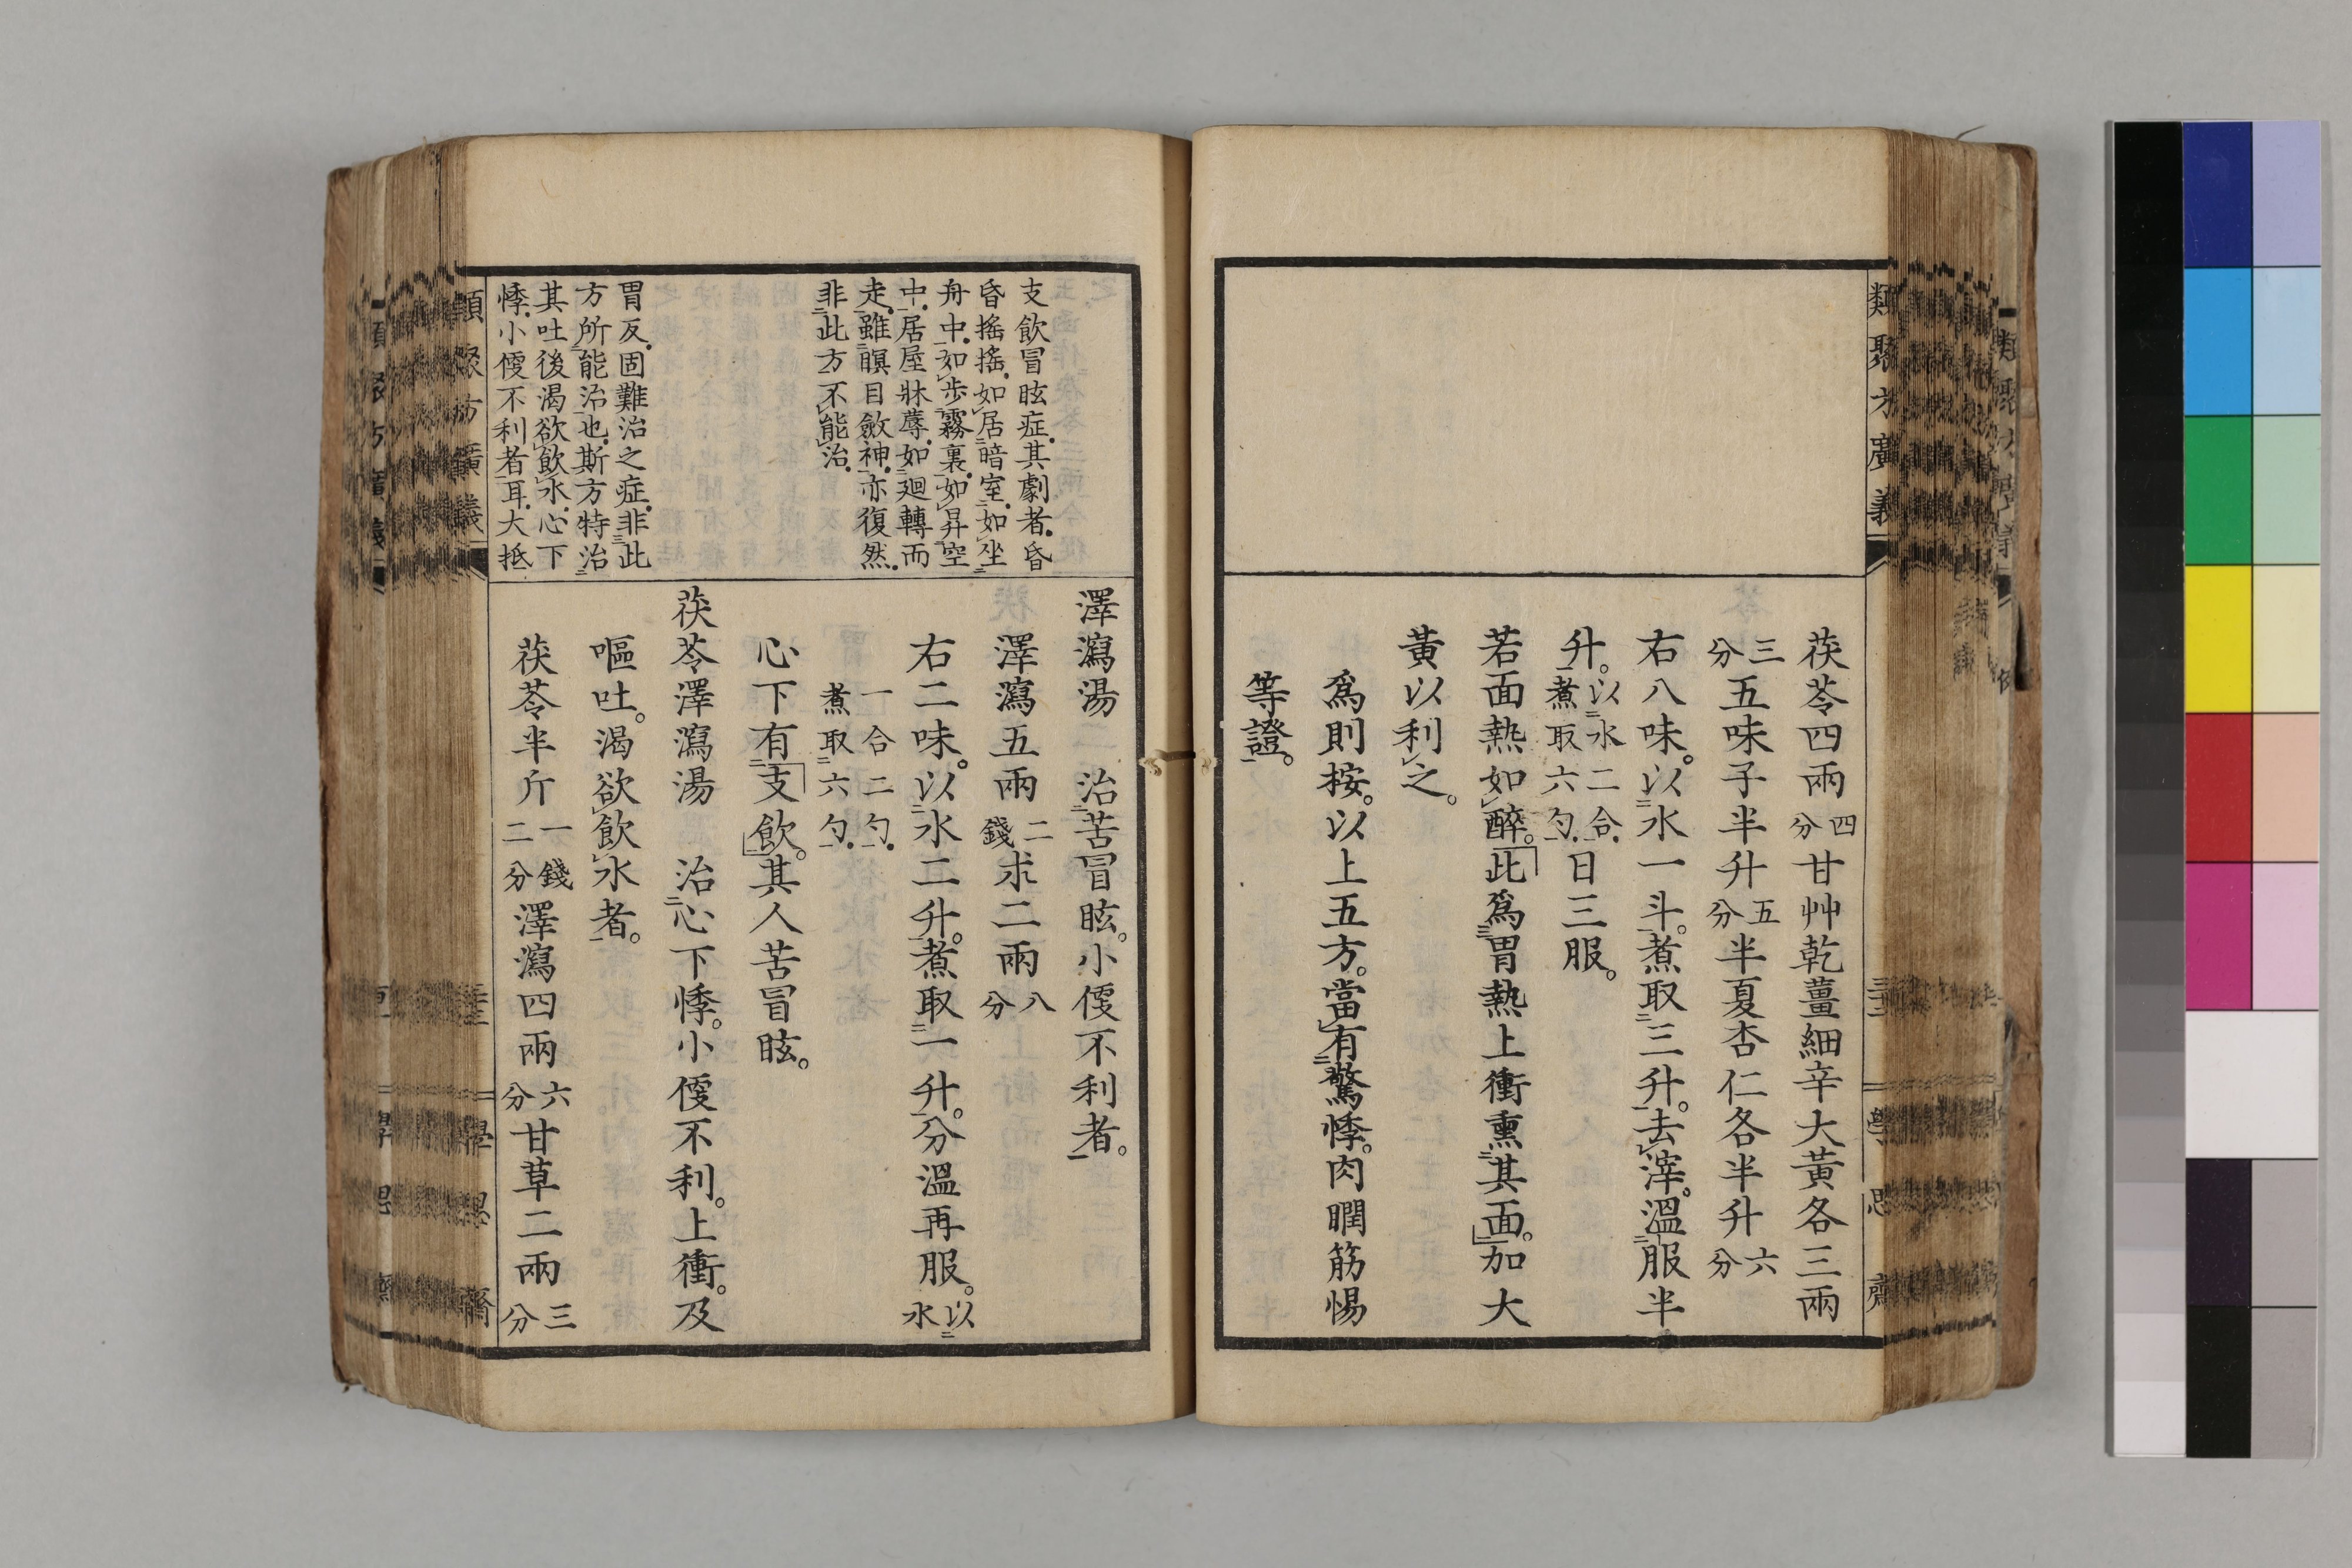 類聚方廣義
茯苓四兩四分甘艸乾薑細辛大黃各三兩
三分五味子半升五分半夏杏仁各半升六分
右八味。以水一斗。煮取三升。去滓。溫服半
升。以水二合。煮取六勺。日三服。
若面熱如醉。此爲胃熱上衝熏其面。加大
黃以利之。
爲則按。以上五方。當有驚悸。肉瞤筋惕
等證。
學思齋
支飲冒眩症。其劇者。昏
昏搖搖。如居暗室。如坐
舟中。如步霧裏。如昇空
中。居屋牀蓐。如廻轉而
走。雖瞑目斂神。亦復然。
非此方不能治。
胃反。固難治之症。非此
方所能治也。斯方特治
其吐後渴欲飲水。心下
悸。小便不利者耳。大抵
澤瀉湯 治苦冒眩。小便不利者。
澤瀉五兩二錢朮二兩八分
右二味。以水二升。煮取一升。分溫再服。以水
一合二勺。煮取六勺。
心下有支飲。其人苦冒眩。
茯苓澤瀉湯 治心下悸。小便不利。上衝。及
嘔吐。渴欲飲水者。
茯苓半斤一錢二分澤瀉四兩六分甘草二兩三分
類聚方廣義
學思齋